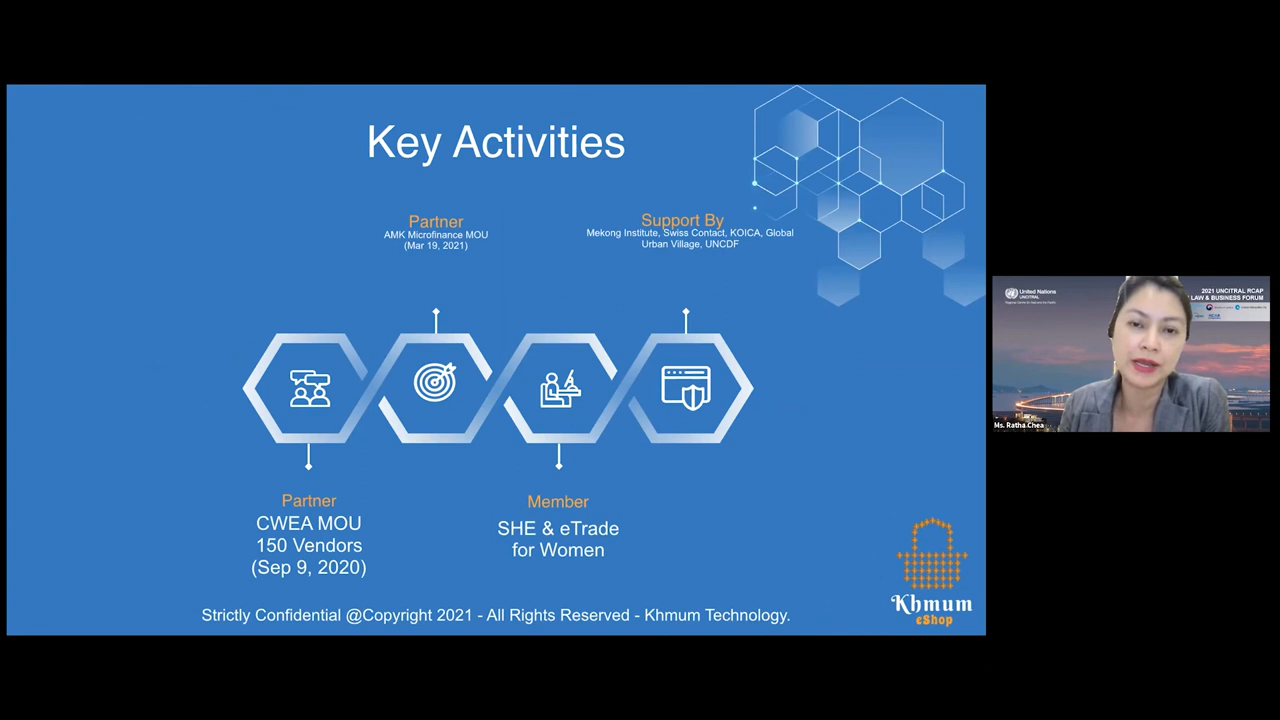 Key Activities
Partner
AMK Microfinance MOU
(Mar 19, 2021)
Support By
Mekong Institute, Swiss Contact, KOICA, Global
Urban Village, UNCDF
Partner
CWEA MOU
150 Vendors
(Sep 9, 2020)
Member
SHE & eTrade
for Women
Strictly Confidential @Copyright 2021 - All Rights Reserved - Khmum Technology.
Khmum
eShop
United Nations
UNCITRAL
2021 UNCITRAL RCAP
LAW & BUSINESS FORUM
Ms. Ratha Chea